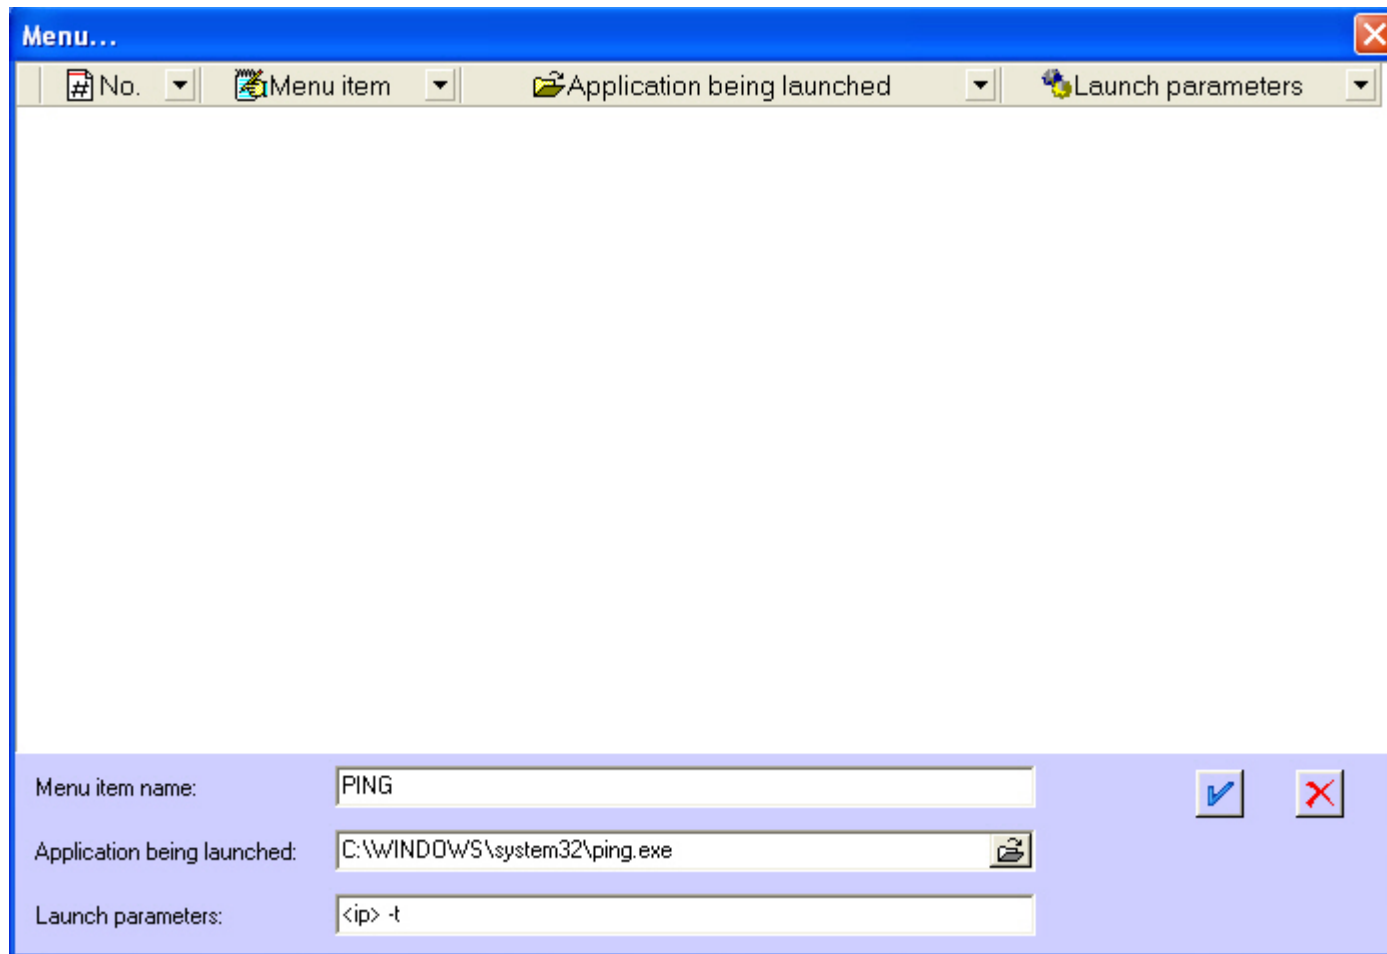 Menu...
No. Menu item Application being launched Launch parameters
Menu item name: PING
Application being launched: C:\WINDOWS\system32\ping.exe
Launch parameters: <ip> -t